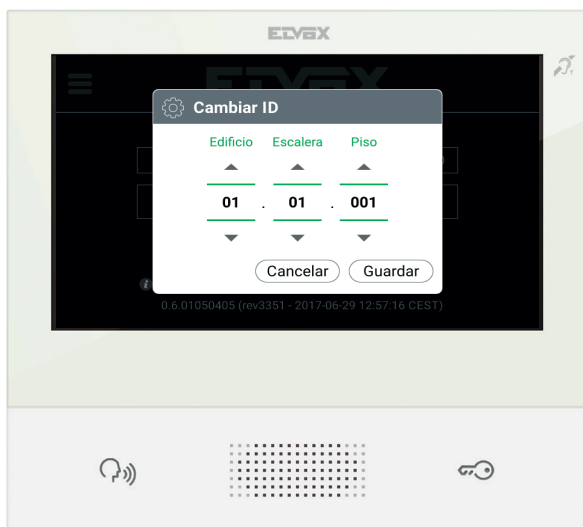 ELVOX
ELVOX
Cambiar ID
Edificio Escalera Piso
01 . 01 . 001
Cancelar Guardar
0.6.01050405 (rev3351 - 2017-06-29 12:57:16 CEST)